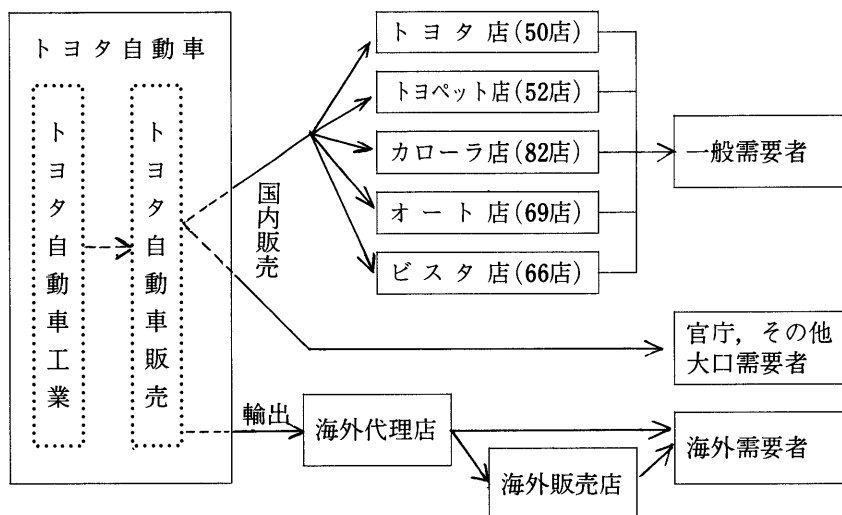 トヨタ自動車
トヨタ自動車工業
トヨタ自動車販売
国内販売
輸出
トヨタ店(50店)
トヨペット店(52店)
カローラ店(82店)
オート店(69店)
ビスタ店(66店)
一般需要者
官庁，その他
大口需要者
海外代理店
海外販売店
海外需要者